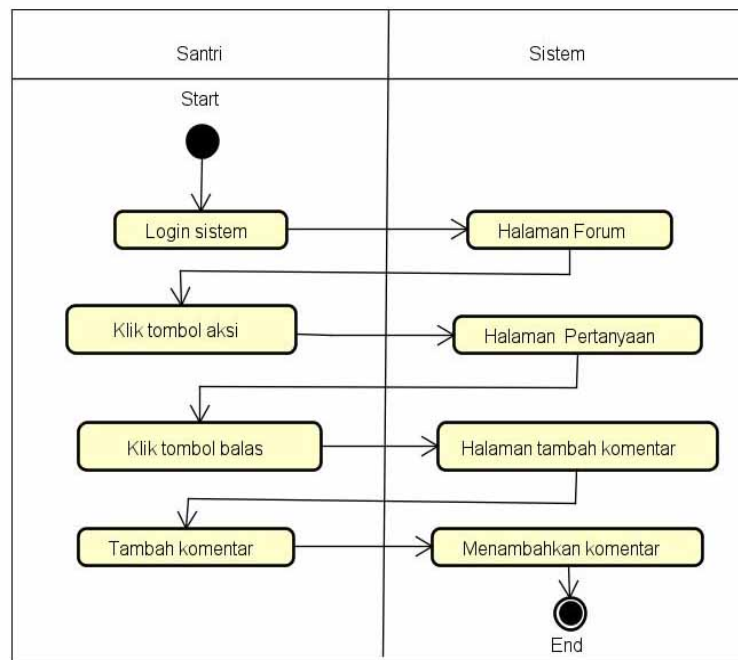 Santri
Sistem
Start
Login sistem
Halaman Forum
Klik tombol aksi
Halaman Pertanyaan
Klik tombol balas
Halaman tambah komentar
Tambah komentar
Menambahkan komentar
End